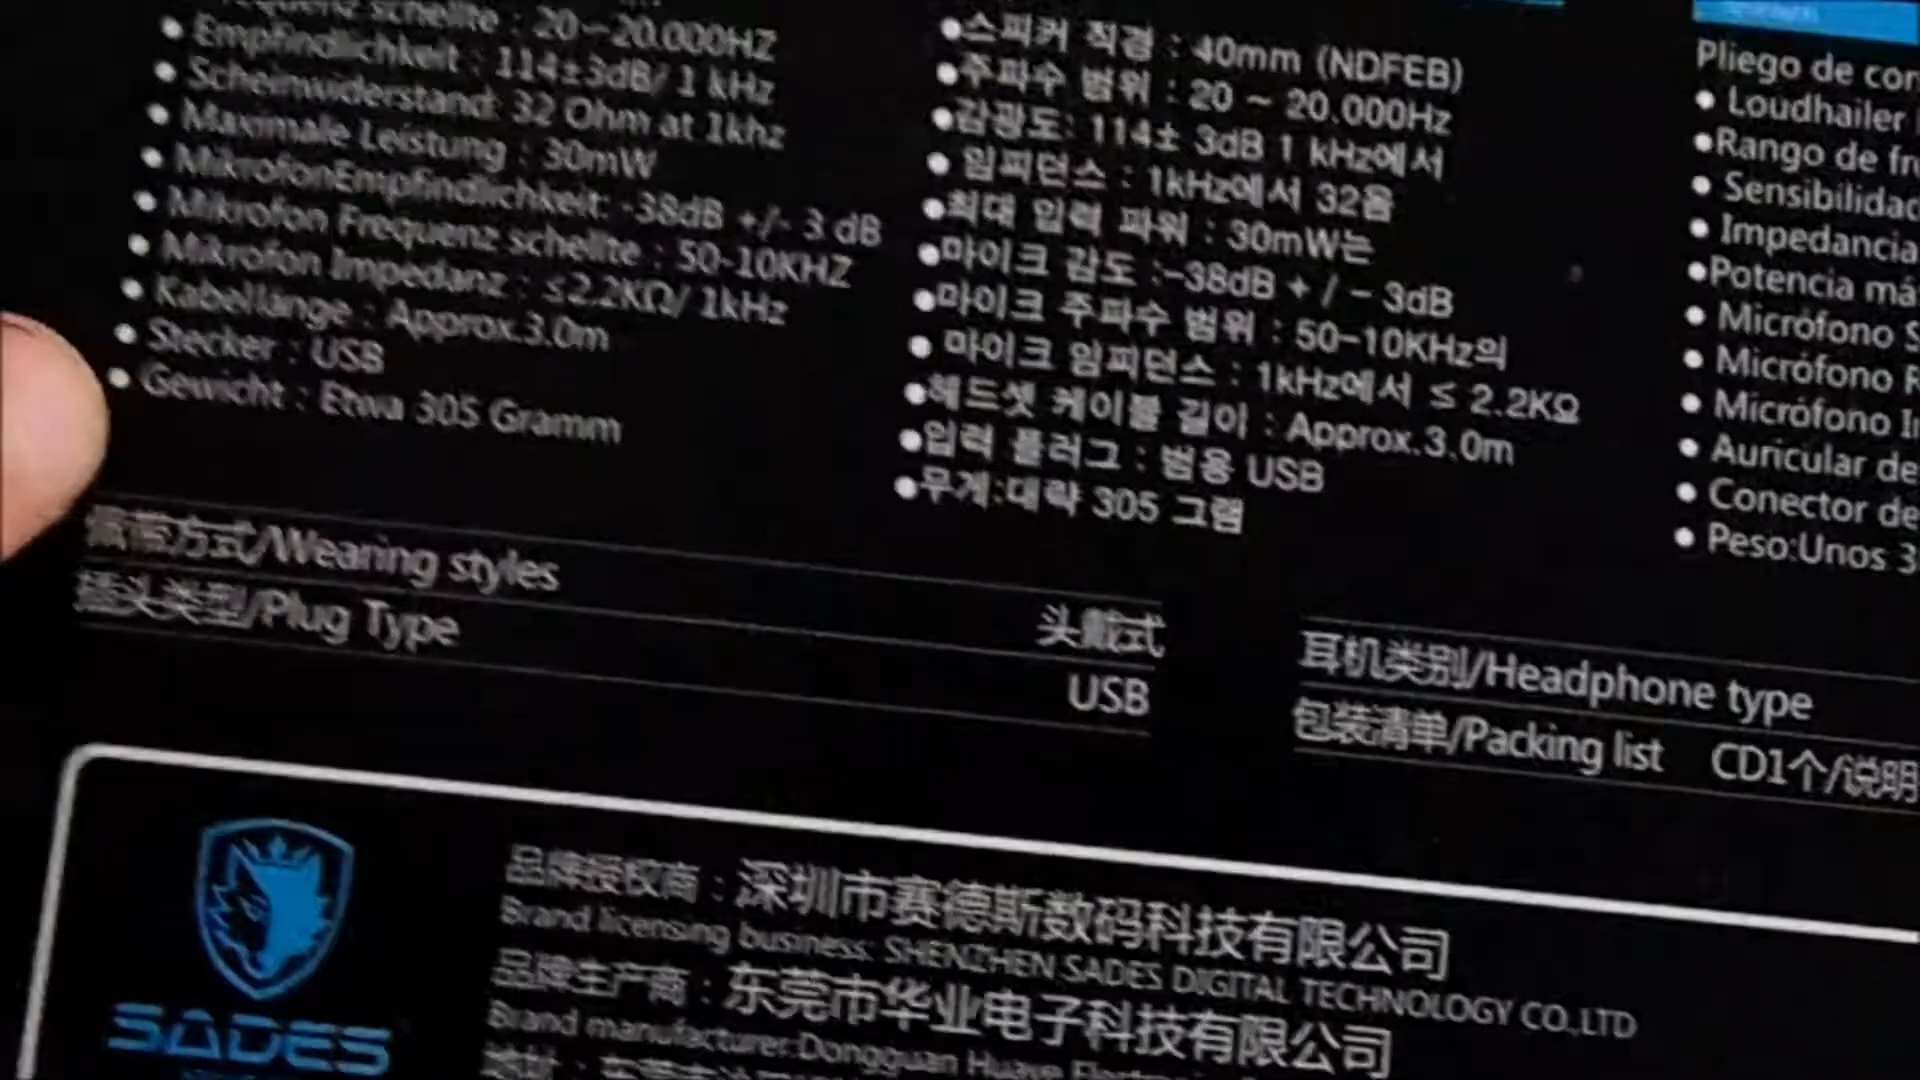 schellte : 20~20.000HZ
● Empfindlichkeit : 114±3dB/ 1 kHz
● Scheinwiderstand: 32 Ohm at 1khz
● Maximale Leistung : 30mW
● MikrofonEmpfindlichkeit: -38dB +/- 3 dB
● Mikrofon Frequenz schellte : 50-10KHZ
● Mikrofon Impedanz : ≤2.2KΩ/ 1kHz
● Kabellänge : Approx.3.0m
● Stecker : USB
● Gewicht : Etwa 305 Gramm
●스피커 직경 : 40mm (NDFEB)
●주파수 범위 : 20 ~ 20.000Hz
●감광도: 114± 3dB 1 kHz에서
● 임피던스 : 1kHz에서 32옴
●최대 입력 파워 : 30mW는
●마이크 감도 :-38dB + / - 3dB
●마이크 주파수 범위 : 50-10KHz의
● 마이크 임피던스 : 1kHz에서 ≤ 2.2KΩ
●헤드셋 케이블 길이 : Approx.3.0m
●입력 플러그 : 범용 USB
●무게:대략 305 그램
Pliego de
● Loudhailer
●Rango de
● Sensibilidad
● Impedancia
●Potencia
● Micrófono
● Micrófono
● Micrófono
● Auricular
● Conector
● Peso:Unos
佩带方式/Wearing styles 头戴式
插头类型/Plug Type USB
耳机类别/Headphone type
包装清单/Packing list CD1个/说明
SADES
品牌授权商 : 深圳市赛德斯数码科技有限公司
Brand licensing business: SHENZHEN SADES DIGITAL TECHNOLOGY CO.,LTD
品牌生产商 : 东莞市华业电子科技有限公司
Brand manufacturer:Dongguan